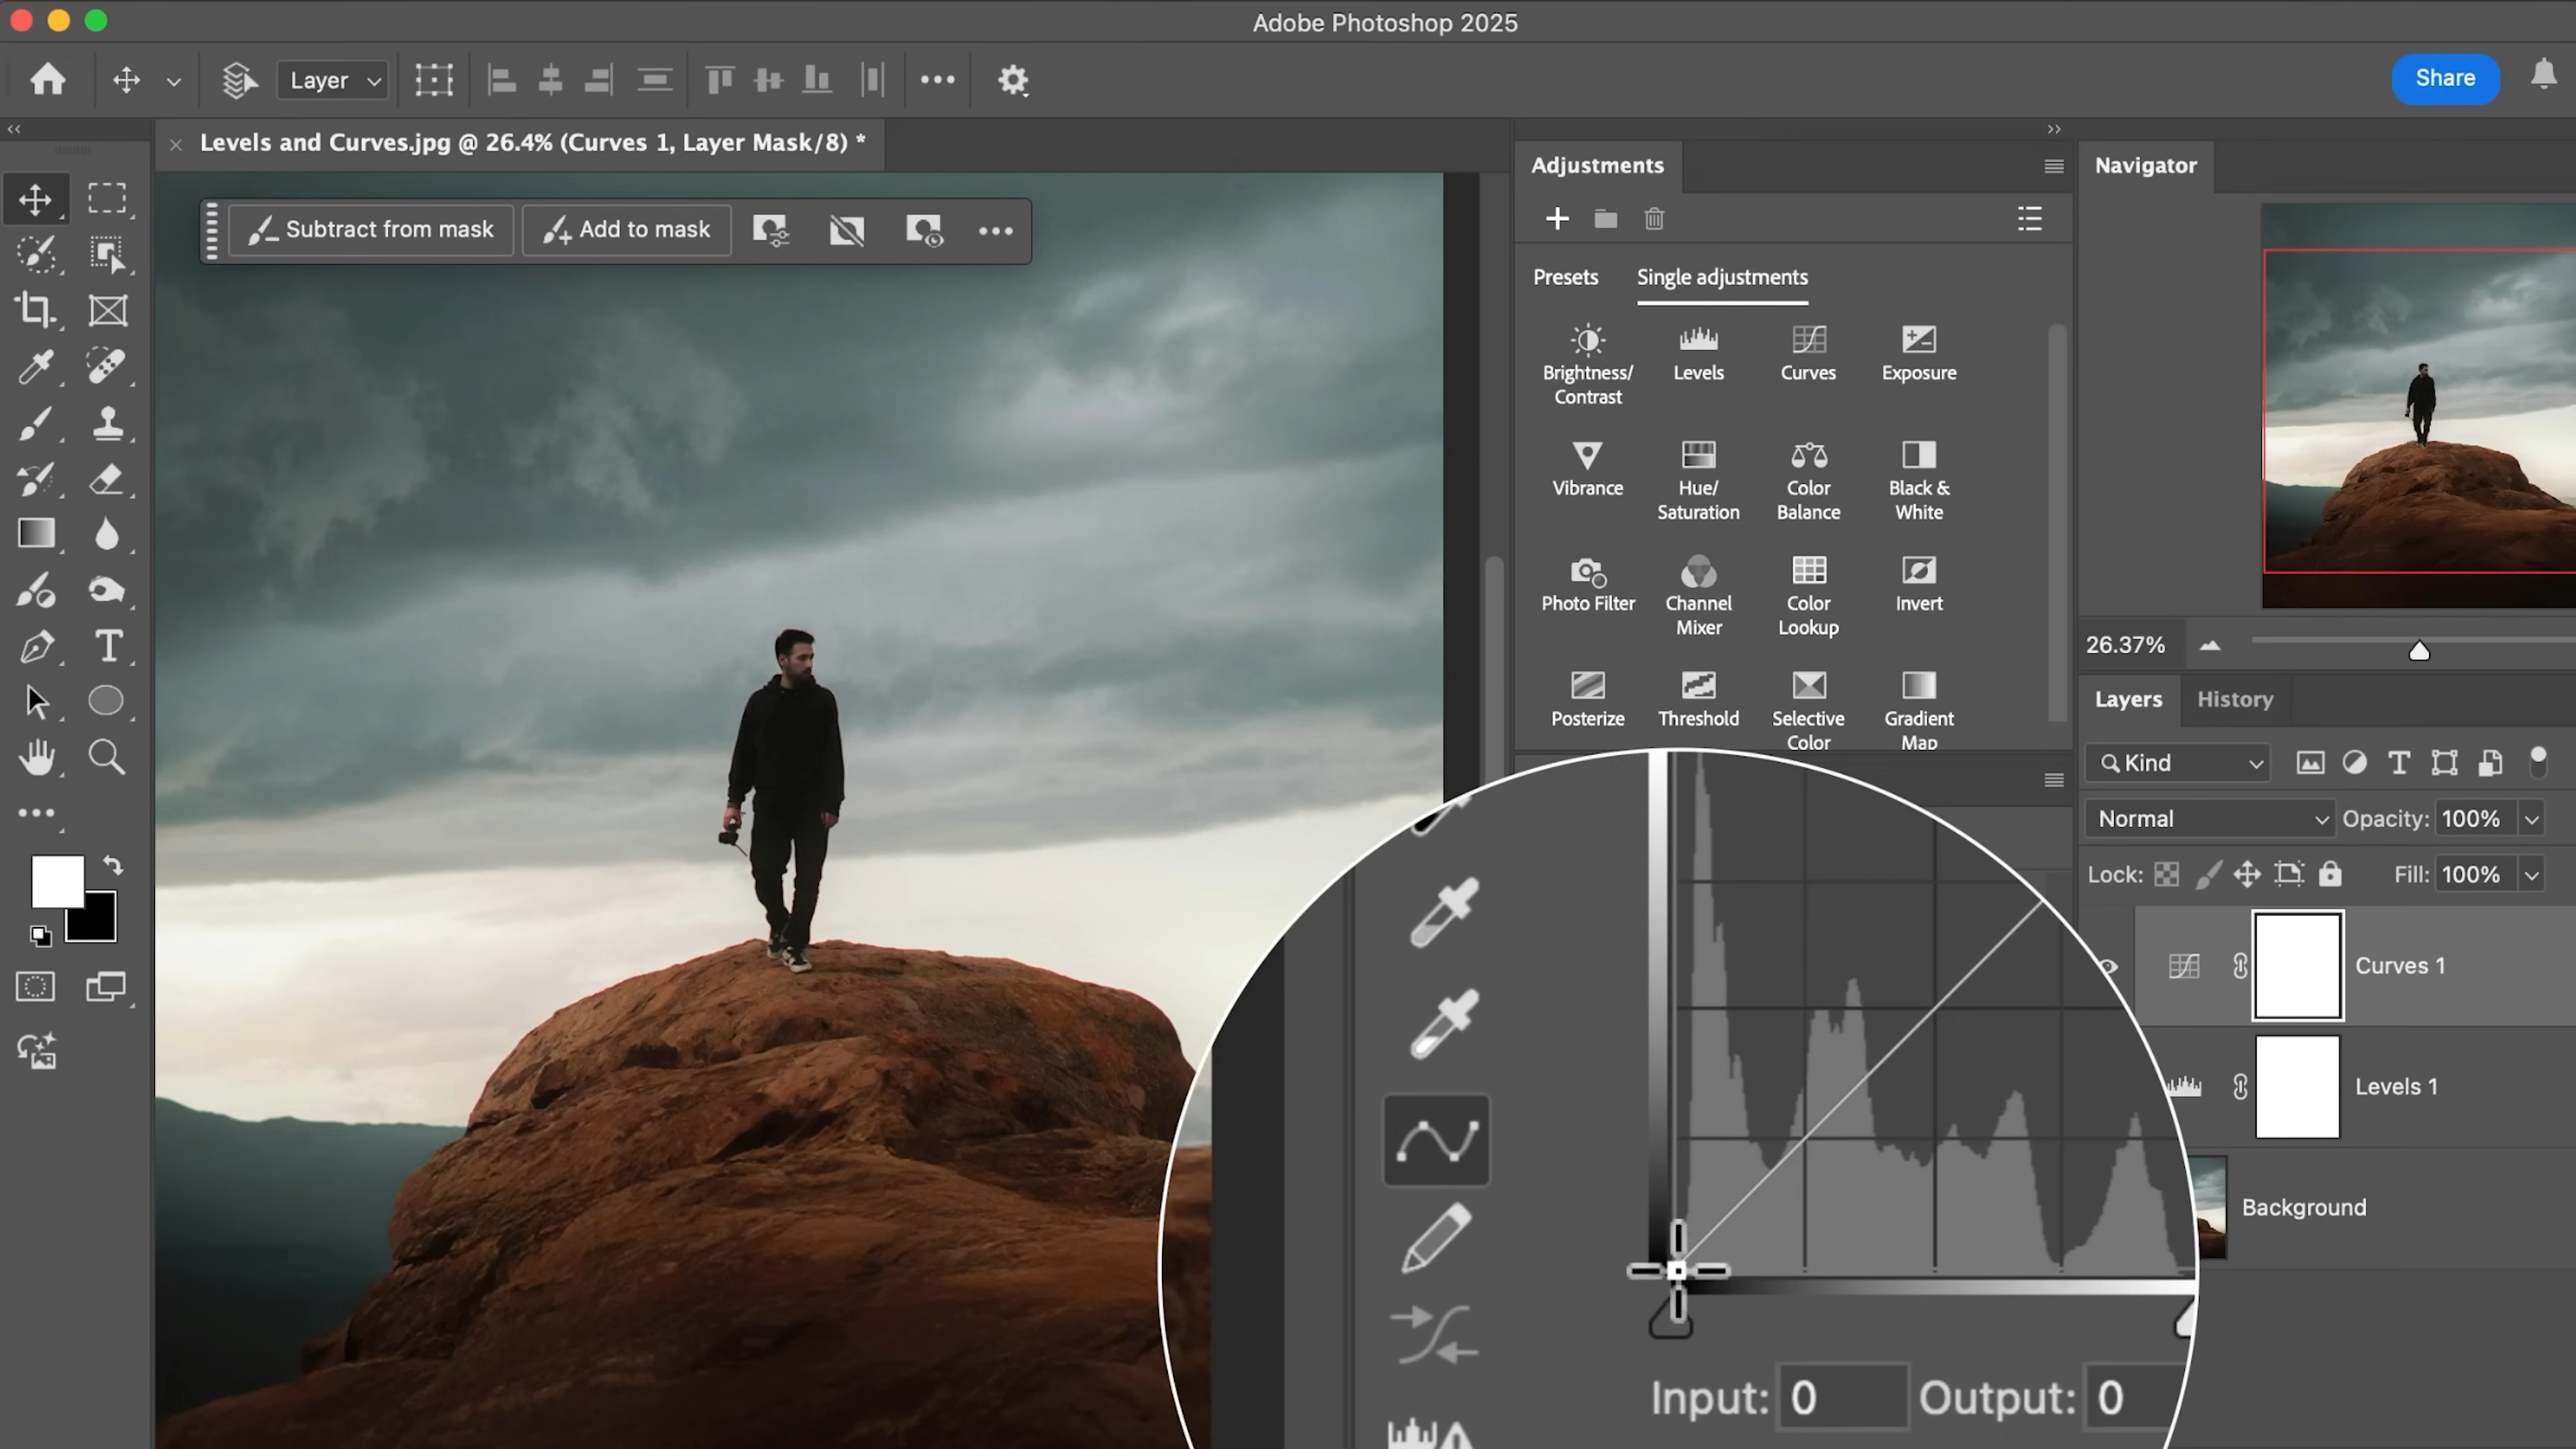 Adobe Photoshop 2025
Layer
Share
Levels and Curves.jpg @ 26.4% (Curves 1, Layer Mask/8) *
Subtract from mask
Add to mask
Adjustments
Presets
Single adjustments
Brightness/
Contrast
Levels
Curves
Exposure
Vibrance
Hue/
Saturation
Color
Balance
Black &
White
Photo Filter
Channel
Mixer
Color
Lookup
Invert
Posterize
Threshold
Selective
Color
Gradient
Map
Input: 0
Output: 0
Navigator
26.37%
Layers
History
Kind
Normal
Opacity: 100%
Lock:
Fill: 100%
Curves 1
Levels 1
Background